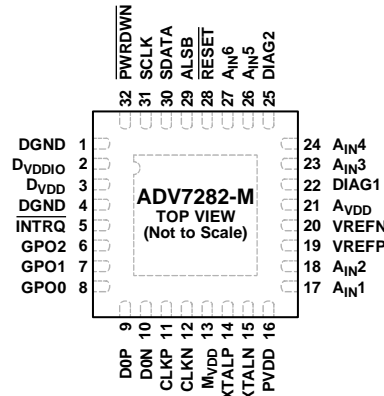 PWRDWN
SCLK
SDATA
ALSB
RESET
AIN6
AIN5
DIAG2
32 31 30 29 28 27 26 25
DGND 1
DVDDIO 2
DVDD 3
DGND 4
INTRQ 5
GPO2 6
GPO1 7
GPO0 8
ADV7282-M
TOP VIEW
(Not to Scale)
24 AIN4
23 AIN3
22 DIAG1
21 AVDD
20 VREFN
19 VREFP
18 AIN2
17 AIN1
9 10 11 12 13 14 15 16
D0P
D0N
CLKP
CLKN
MVDD
XTALP
XTALN
PVDD